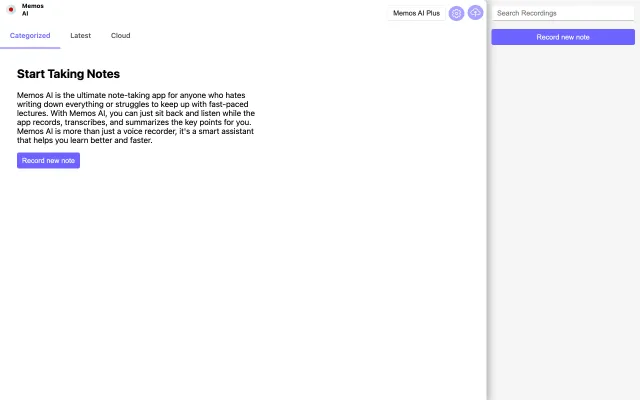 Memos
AI
Memos AI Plus
Categorized
Latest
Cloud
Start Taking Notes
Memos AI is the ultimate note-taking app for anyone who hates
writing down everything or struggles to keep up with fast-paced
lectures. With Memos AI, you can just sit back and listen while the
app records, transcribes, and summarizes the key points for you.
Memos AI is more than just a voice recorder, it's a smart assistant
that helps you learn better and faster.
Record new note
Search Recordings
Record new note